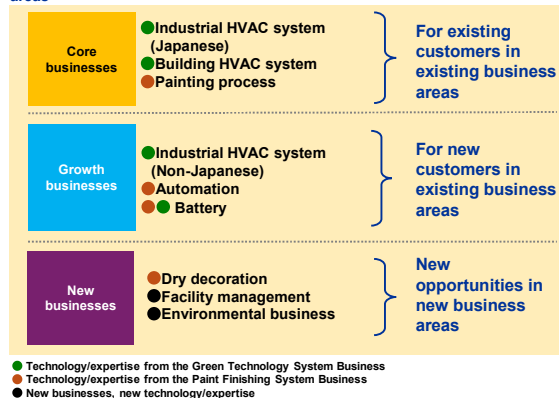 areas
Core
businesses
Industrial HVAC system
(Japanese)
Building HVAC system
Painting process
For existing
customers in
existing business
areas
Growth
businesses
Industrial HVAC system
(Non-Japanese)
Automation
Battery
For new
customers in
existing business
areas
New
businesses
Dry decoration
Facility management
Environmental business
New
opportunities in
new business
areas
Technology/expertise from the Green Technology System Business
Technology/expertise from the Paint Finishing System Business
New businesses, new technology/expertise